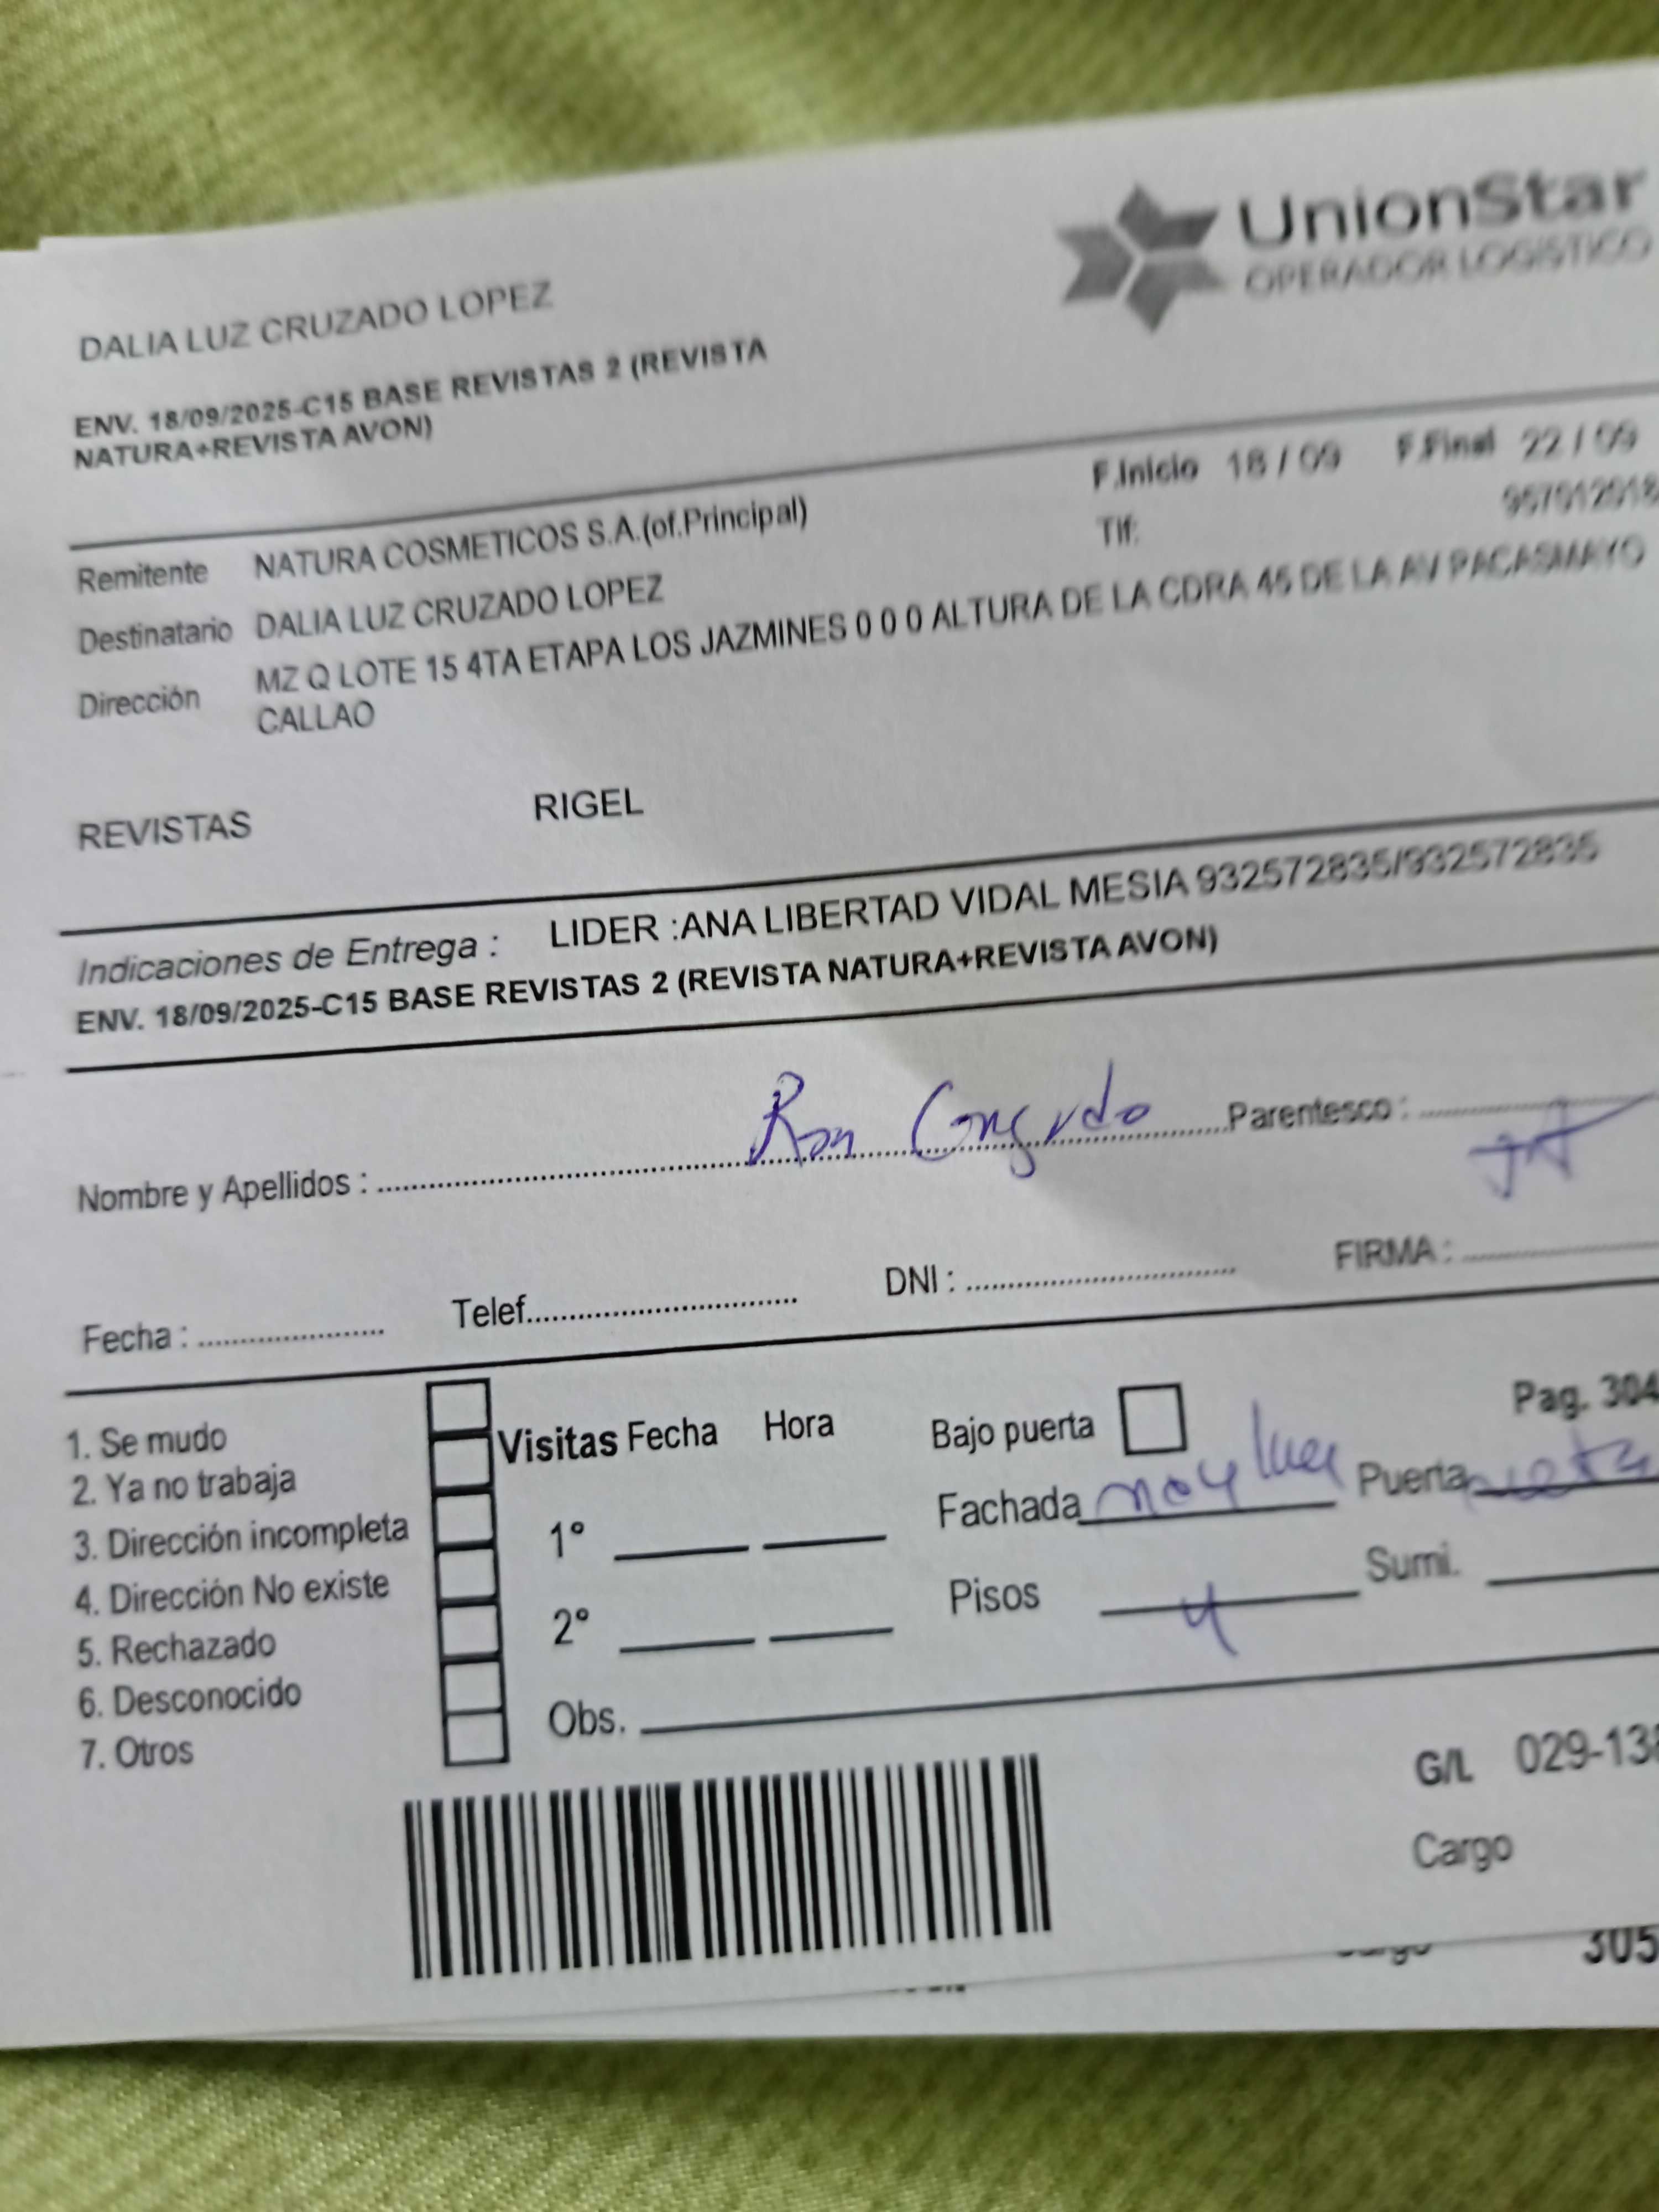 UnionStar
OPERADOR LOGÍSTICO
DALIA LUZ CRUZADO LOPEZ
ENV. 18/09/2025-C15 BASE REVISTAS 2 (REVISTA
NATURA+REVISTA AVON)
F.Inicio 18 / 09 F.Final 22 / 09
Remitente NATURA COSMETICOS S.A.(of.Principal) Tlf:
Destinatario DALIA LUZ CRUZADO LOPEZ
Dirección MZ Q LOTE 15 4TA ETAPA LOS JAZMINES 0 0 0 ALTURA DE LA CDRA 45 DE LA AV PACASMAYO
CALLAO
REVISTAS RIGEL
Indicaciones de Entrega : LIDER :ANA LIBERTAD VIDAL MESIA 932572835/932572835
ENV. 18/09/2025-C15 BASE REVISTAS 2 (REVISTA NATURA+REVISTA AVON)
Nombre y Apellidos : Parentesco :
Fecha : Telef. DNI : FIRMA :
1. Se mudo
2. Ya no trabaja
3. Dirección incompleta
4. Dirección No existe
5. Rechazado
6. Desconocido
7. Otros
Visitas Fecha Hora
1º
2º
Obs.
Bajo puerta
Pag. 304
Fachada Puerta
Pisos 4 Sumi.
G/L 029-138
Cargo
305